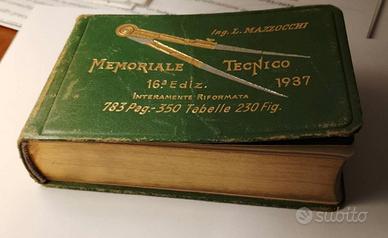 Ing. L. MAZZOCCHI
MEMORIALE TECNICO
16ª Ediz. 1937
INTERAMENTE RIFORMATA
783 Pag.-350 Tabelle 230 Fig.
subito